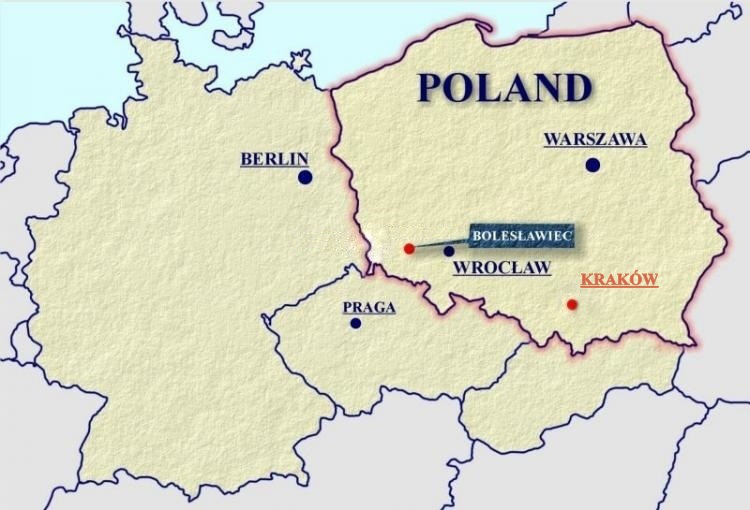 POLAND
WARSZAWA
BERLIN
BOLESŁAWIEC
WROCŁAW
KRAKÓW
PRAGA